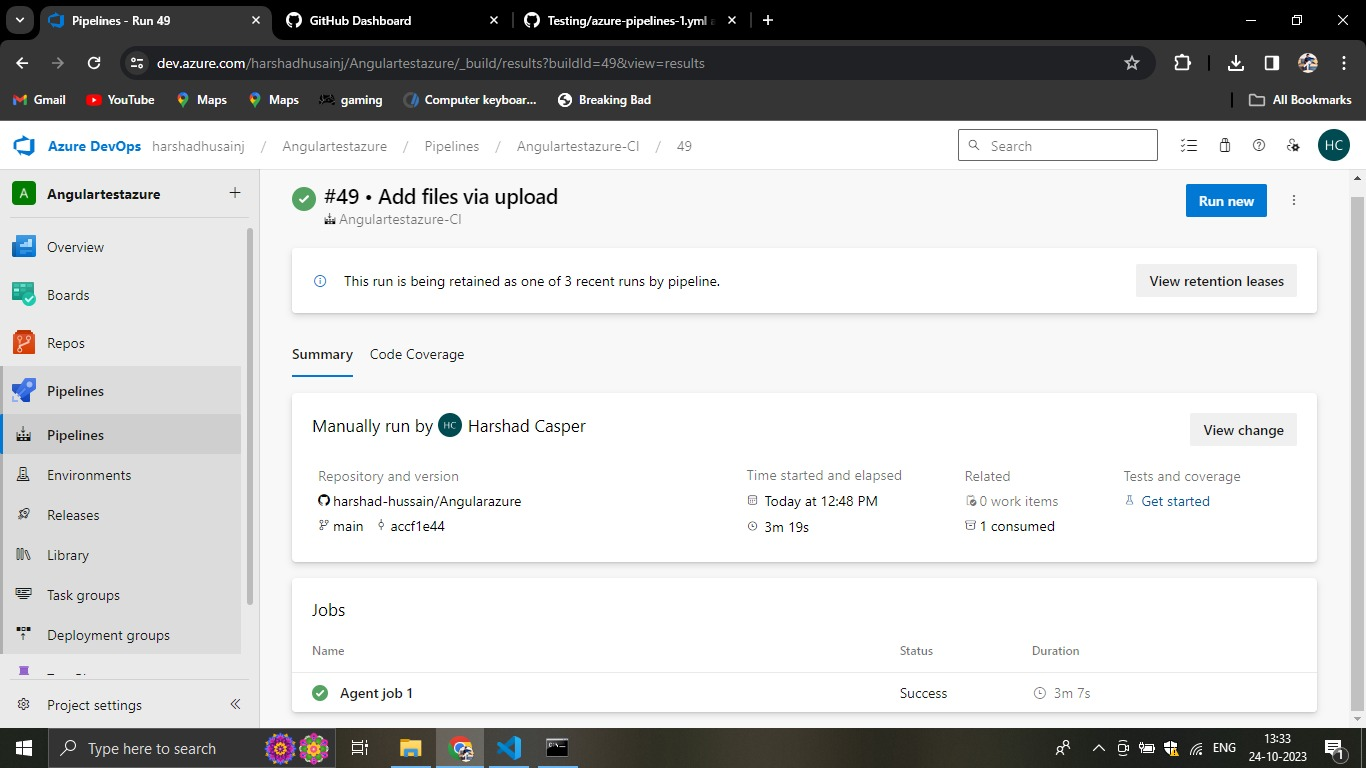 Pipelines - Run 49
GitHub Dashboard
Testing/azure-pipelines-1.yml a
dev.azure.com/harshadhusainj/Angulartestazure/_build/results?buildId=49&view=results
Gmail
YouTube
Maps
Maps
gaming
Computer keyboar...
Breaking Bad
All Bookmarks
Azure DevOps
harshadhusainj / Angulartestazure / Pipelines / Angulartestazure-CI / 49
Search
HC
A
Angulartestazure
Overview
Boards
Repos
Pipelines
Pipelines
Environments
Releases
Library
Task groups
Deployment groups
Project settings
#49 • Add files via upload
Angulartestazure-CI
Run new
This run is being retained as one of 3 recent runs by pipeline.
View retention leases
Summary
Code Coverage
Manually run by HC Harshad Casper
View change
Repository and version
harshad-hussain/Angularazure
main accf1e44
Time started and elapsed
Today at 12:48 PM
3m 19s
Related
0 work items
1 consumed
Tests and coverage
Get started
Jobs
Name Status Duration
Agent job 1 Success 3m 7s
Type here to search
ENG
13:33
24-10-2023
1